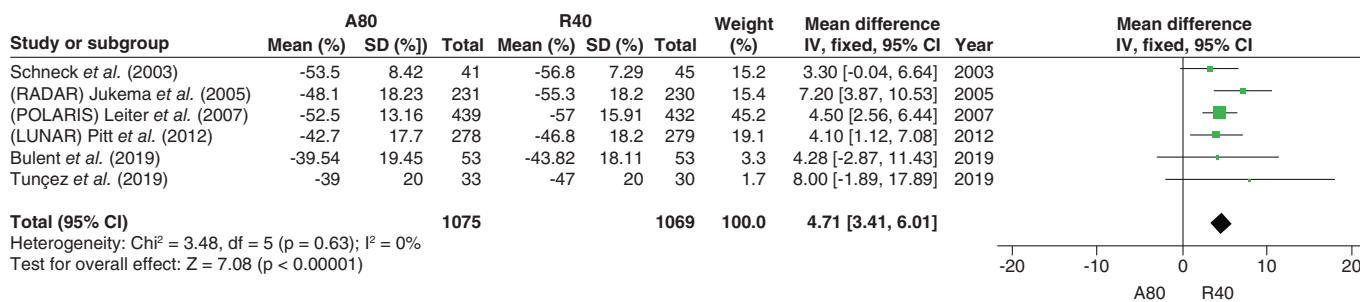 A80 R40 Weight Mean difference Mean difference
Study or subgroup Mean (%) SD (%]) Total Mean (%) SD (%) Total (%) IV, fixed, 95% CI Year IV, fixed, 95% CI
Schneck et al. (2003) -53.5 8.42 41 -56.8 7.29 45 15.2 3.30 [-0.04, 6.64] 2003
(RADAR) Jukema et al. (2005) -48.1 18.23 231 -55.3 18.2 230 15.4 7.20 [3.87, 10.53] 2005
(POLARIS) Leiter et al. (2007) -52.5 13.16 439 -57 15.91 432 45.2 4.50 [2.56, 6.44] 2007
(LUNAR) Pitt et al. (2012) -42.7 17.7 278 -46.8 18.2 279 19.1 4.10 [1.12, 7.08] 2012
Bulent et al. (2019) -39.54 19.45 53 -43.82 18.11 53 3.3 4.28 [-2.87, 11.43] 2019
Tunçez et al. (2019) -39 20 33 -47 20 30 1.7 8.00 [-1.89, 17.89] 2019
Total (95% CI) 1075 1069 100.0 4.71 [3.41, 6.01]
Heterogeneity: Chi² = 3.48, df = 5 (p = 0.63); I² = 0%
Test for overall effect: Z = 7.08 (p < 0.00001)
-20 -10 0 10 20
A80 R40